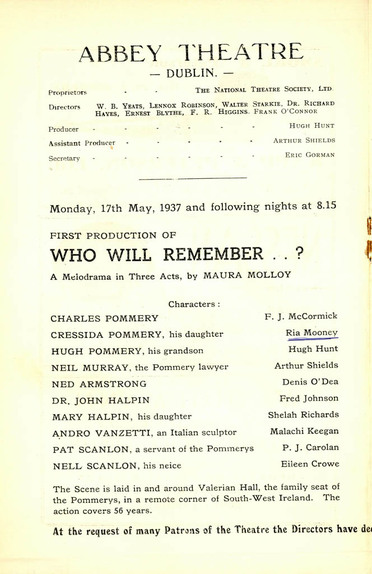 ABBEY THEATRE
— DUBLIN. —
Proprietors - - THE NATIONAL THEATRE SOCIETY, LTD
Directors W. B. YEATS, LENNOX ROBINSON, WALTER STARKIE, DR. RICHARD
HAYES, ERNEST BLYTHE, F. R. HIGGINS. FRANK O'CONNOR
Producer - - - - - - HUGH HUNT
Assistant Producer - - - - - ARTHUR SHIELDS
Secretary - - - - - - ERIC GORMAN
Monday, 17th May, 1937 and following nights at 8.15
FIRST PRODUCTION OF
WHO WILL REMEMBER . . ?
A Melodrama in Three Acts, by MAURA MOLLOY
Characters :
CHARLES POMMERY F. J. McCormick
CRESSIDA POMMERY, his daughter Ria Mooney
HUGH POMMERY, his grandson Hugh Hunt
NEIL MURRAY, the Pommery lawyer Arthur Shields
NED ARMSTRONG Denis O'Dea
DR. JOHN HALPIN Fred Johnson
MARY HALPIN, his daughter Shelah Richards
ANDRO VANZETTI, an Italian sculptor Malachi Keegan
PAT SCANLON, a servant of the Pommerys P. J. Carolan
NELL SCANLON, his neice Eileen Crowe
The Scene is laid in and around Valerian Hall, the family seat of
the Pommerys, in a remote corner of South-West Ireland. The
action covers 56 years.
At the request of many Patrons of the Theatre the Directors have